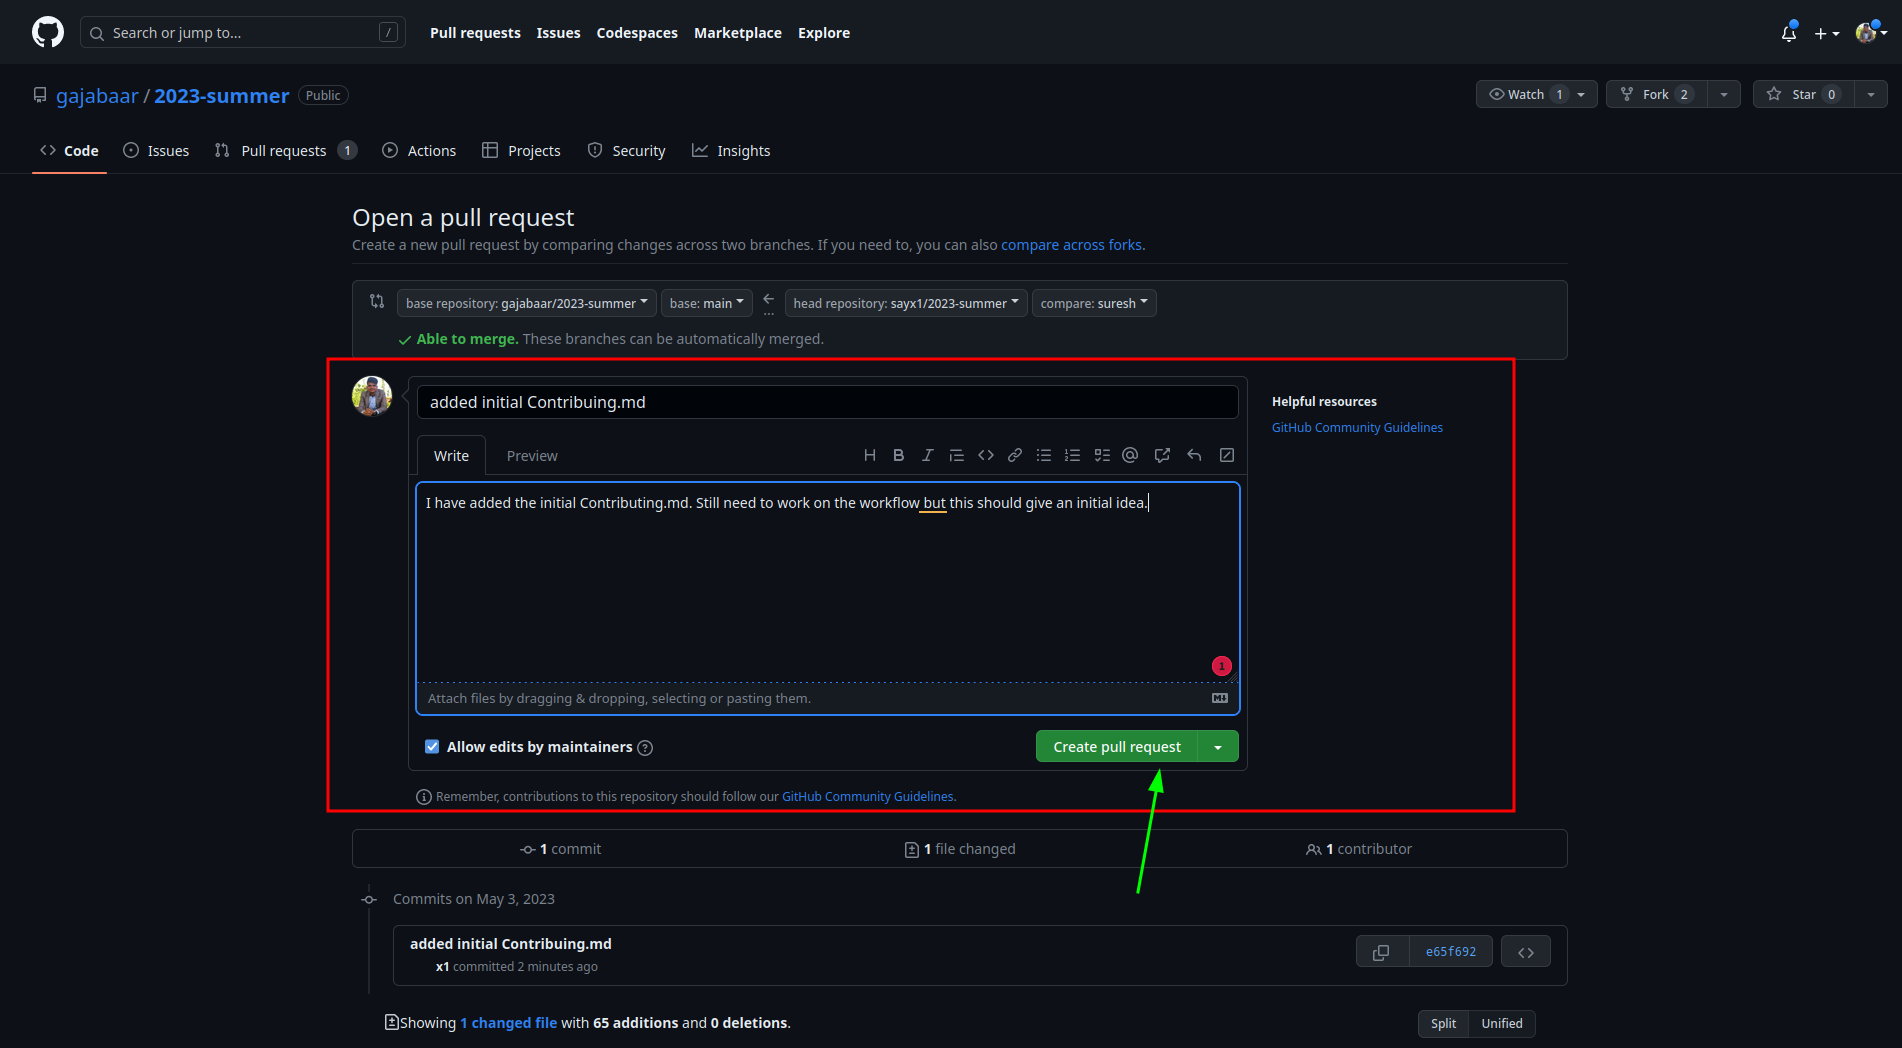 Search or jump to... /
Pull requests Issues Codespaces Marketplace Explore
gajabaar / 2023-summer Public
Watch 1 Fork 2 Star 0
Code Issues Pull requests 1 Actions Projects Security Insights
Open a pull request
Create a new pull request by comparing changes across two branches. If you need to, you can also compare across forks.
base repository: gajabaar/2023-summer base: main ... head repository: sayx1/2023-summer compare: suresh
Able to merge. These branches can be automatically merged.
added initial Contribuing.md
Helpful resources
GitHub Community Guidelines
Write Preview
I have added the initial Contributing.md. Still need to work on the workflow but this should give an initial idea.
1
Attach files by dragging & dropping, selecting or pasting them.
Allow edits by maintainers
Create pull request
Remember, contributions to this repository should follow our GitHub Community Guidelines.
1 commit 1 file changed 1 contributor
Commits on May 3, 2023
added initial Contribuing.md
x1 committed 2 minutes ago
e65f692
Showing 1 changed file with 65 additions and 0 deletions.
Split Unified